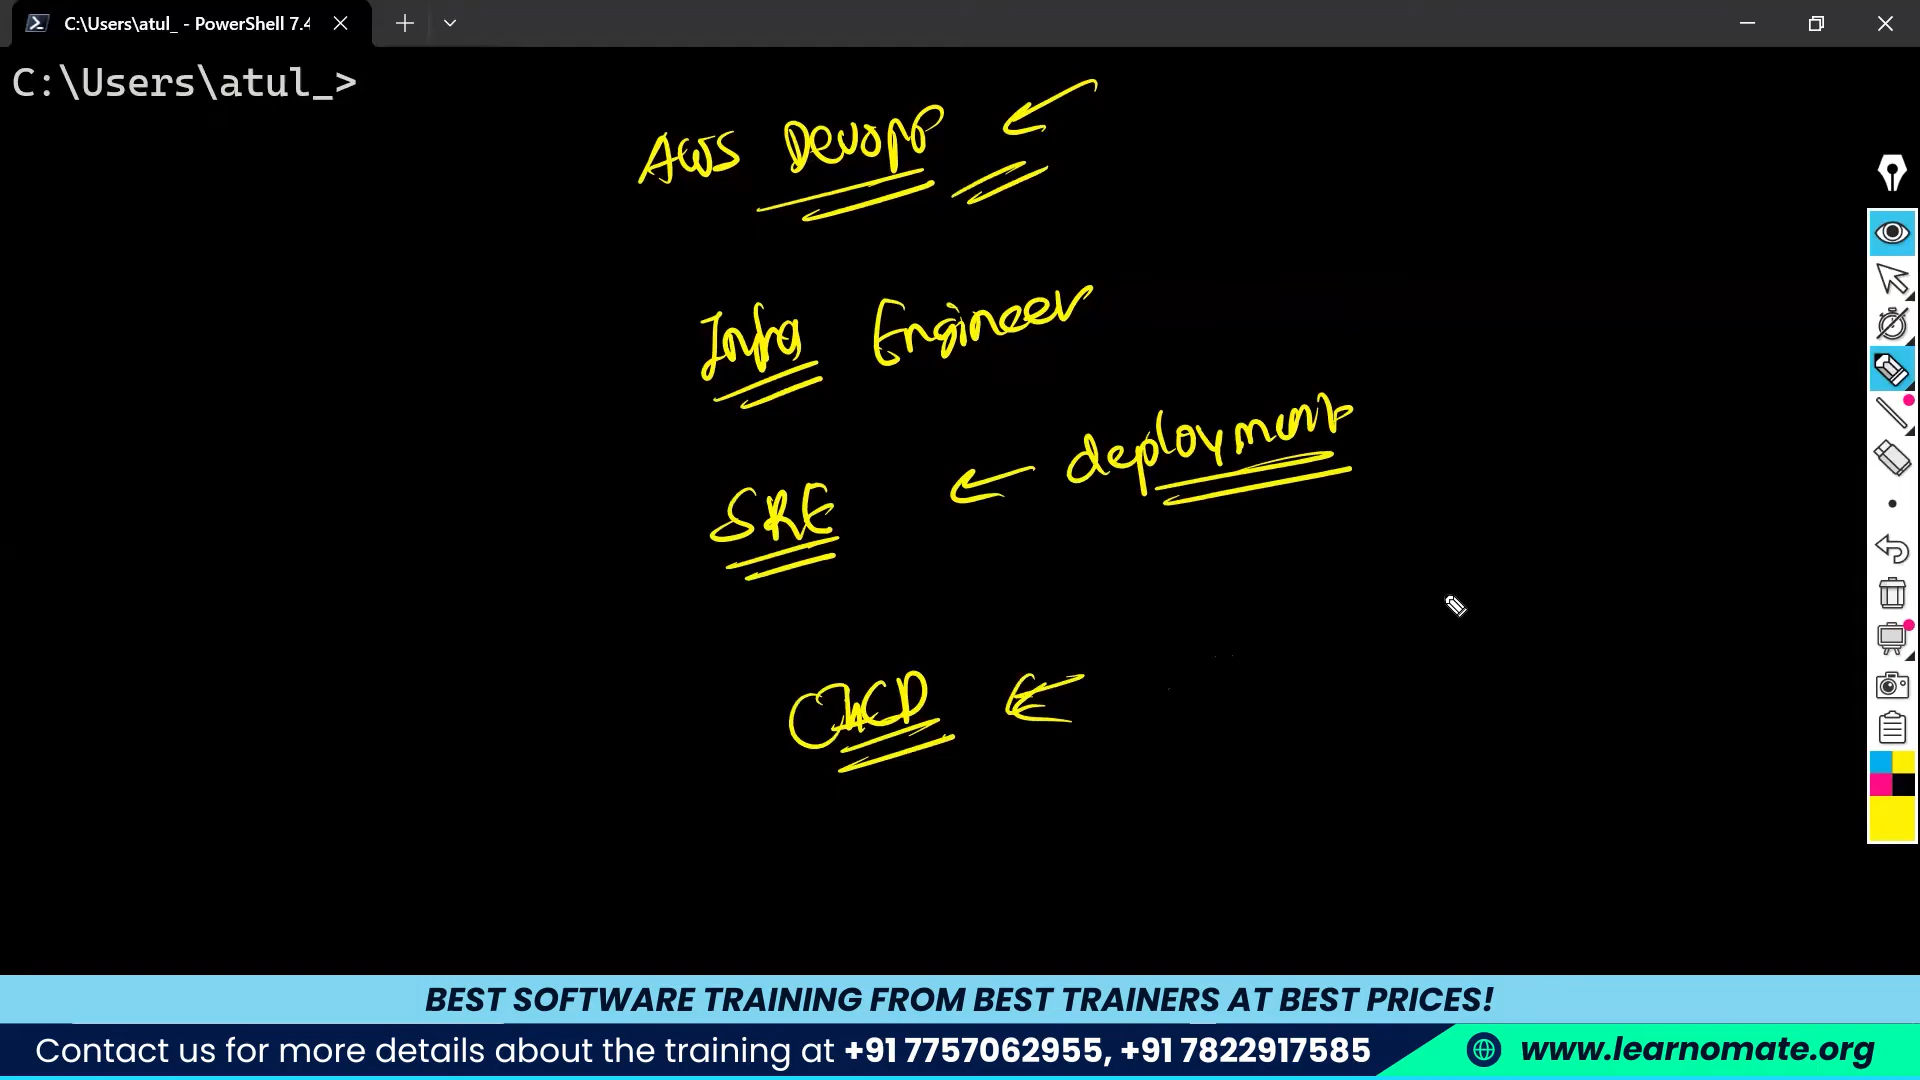 C:\Users\atul_ - PowerShell 7.4
C:\Users\atul_>
AWS Devops
Infra Engineer
deployment
SRE
CICD
BEST SOFTWARE TRAINING FROM BEST TRAINERS AT BEST PRICES!
Contact us for more details about the training at +91 7757062955, +91 7822917585
www.learnomate.org